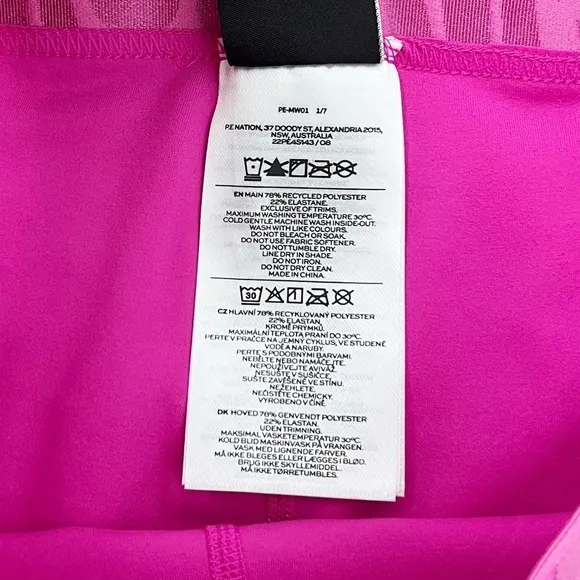 PE-MW01 1/7
P.E NATION, 37 DOODY ST, ALEXANDRIA 2015,
NSW, AUSTRALIA
22PE4S143 / 08
EN MAIN 78% RECYCLED POLYESTER
22% ELASTANE.
EXCLUSIVE OF TRIMS.
MAXIMUM WASHING TEMPERATURE 30°C.
COLD GENTLE MACHINE WASH INSIDE-OUT.
WASH WITH LIKE COLOURS.
DO NOT BLEACH OR SOAK.
DO NOT USE FABRIC SOFTENER.
DO NOT TUMBLE DRY.
LINE DRY IN SHADE.
DO NOT IRON.
DO NOT DRY CLEAN.
MADE IN CHINA.
30
CZ HLAVNÍ 78% RECYKLOVANÝ POLYESTER
22% ELASTAN.
KROMĚ PRÝMKŮ.
MAXIMÁLNÍ TEPLOTA PRANÍ DO 30°C.
PERTE V PRAČCE NA JEMNÝ CYKLUS, VE STUDENÉ
VODĚ A NARUBY.
PERTE S PODOBNÝMI BARVAMI.
NEBĚLTE NEBO NAMÁČEJTE.
NEPOUŽÍVEJTE AVIVÁŽ.
NESUŠTE V SUŠIČCE.
SUŠTE ZAVĚŠENÉ VE STÍNU.
NEŽEHLETE.
NEČISTĚTE CHEMICKY.
VYROBENO V ČÍNĚ.
DK HOVED 78% GENVENDT POLYESTER
22% ELASTAN.
UDEN TRIMNING.
MAKSIMAL VASKETEMPERATUR 30°C.
KOLD BLID MASKINVASK PÅ VRANGEN.
VASK MED LIGNENDE FARVER.
MÅ IKKE BLEGES ELLER LÆGGES I BLØD.
BRUG IKKE SKYLLEMIDDEL.
MÅ IKKE TØRRETUMBLES.